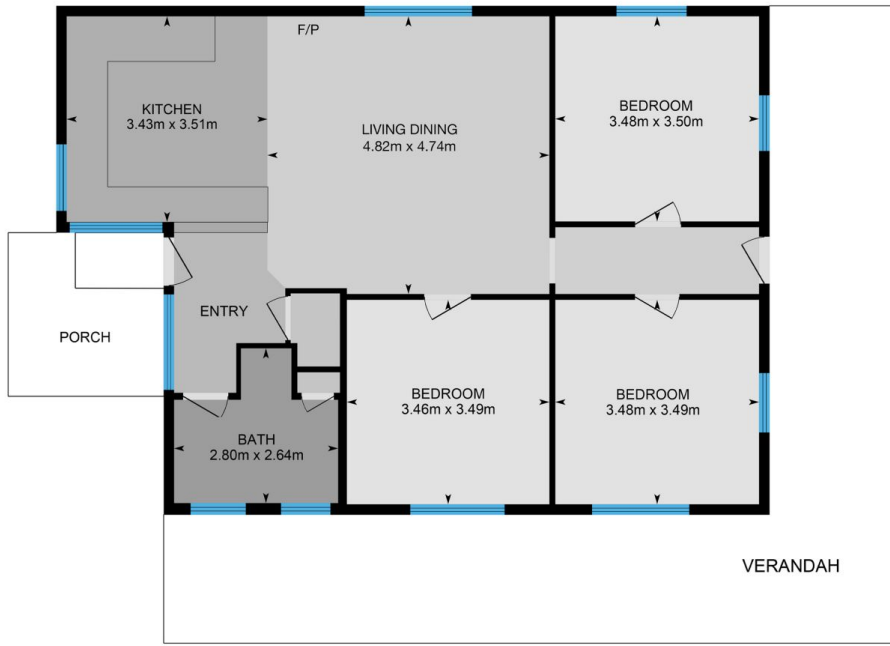 F/P
KITCHEN
3.43m x 3.51m
LIVING DINING
4.82m x 4.74m
BEDROOM
3.48m x 3.50m
ENTRY
PORCH
BEDROOM
3.46m x 3.49m
BEDROOM
3.48m x 3.49m
BATH
2.80m x 2.64m
VERANDAH